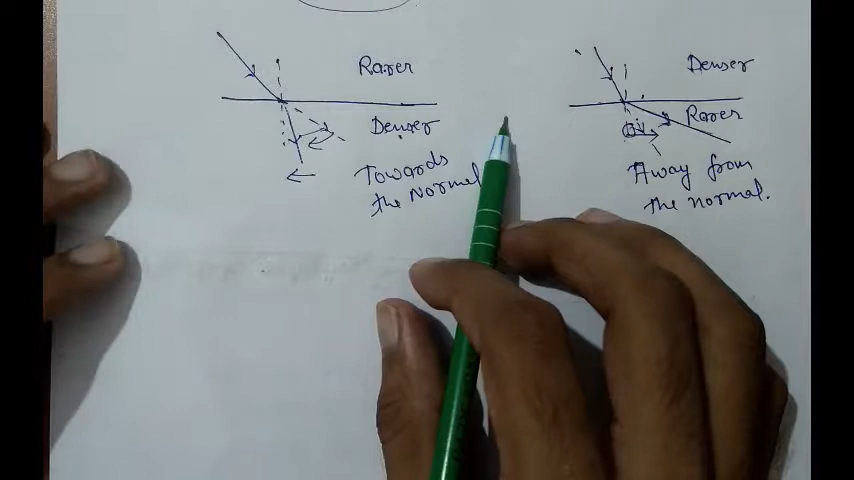 Rarer
Denser
Towards
the Normal
Denser
Rarer
Away from
the normal.